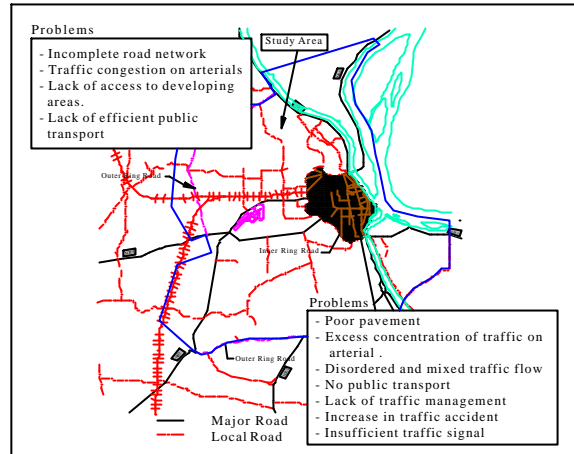 Problems
- Incomplete road network
- Traffic congestion on arterials
- Lack of access to developing
areas.
- Lack of efficient public
transport
Study Area
Outer Ring Road
Inner Ring Road
Outer Ring Road
Problems
- Poor pavement
- Excess concentration of traffic on
arterial .
- Disordered and mixed traffic flow
- No public transport
- Lack of traffic management
- Increase in traffic accident
- Insufficient traffic signal
Major Road
Local Road